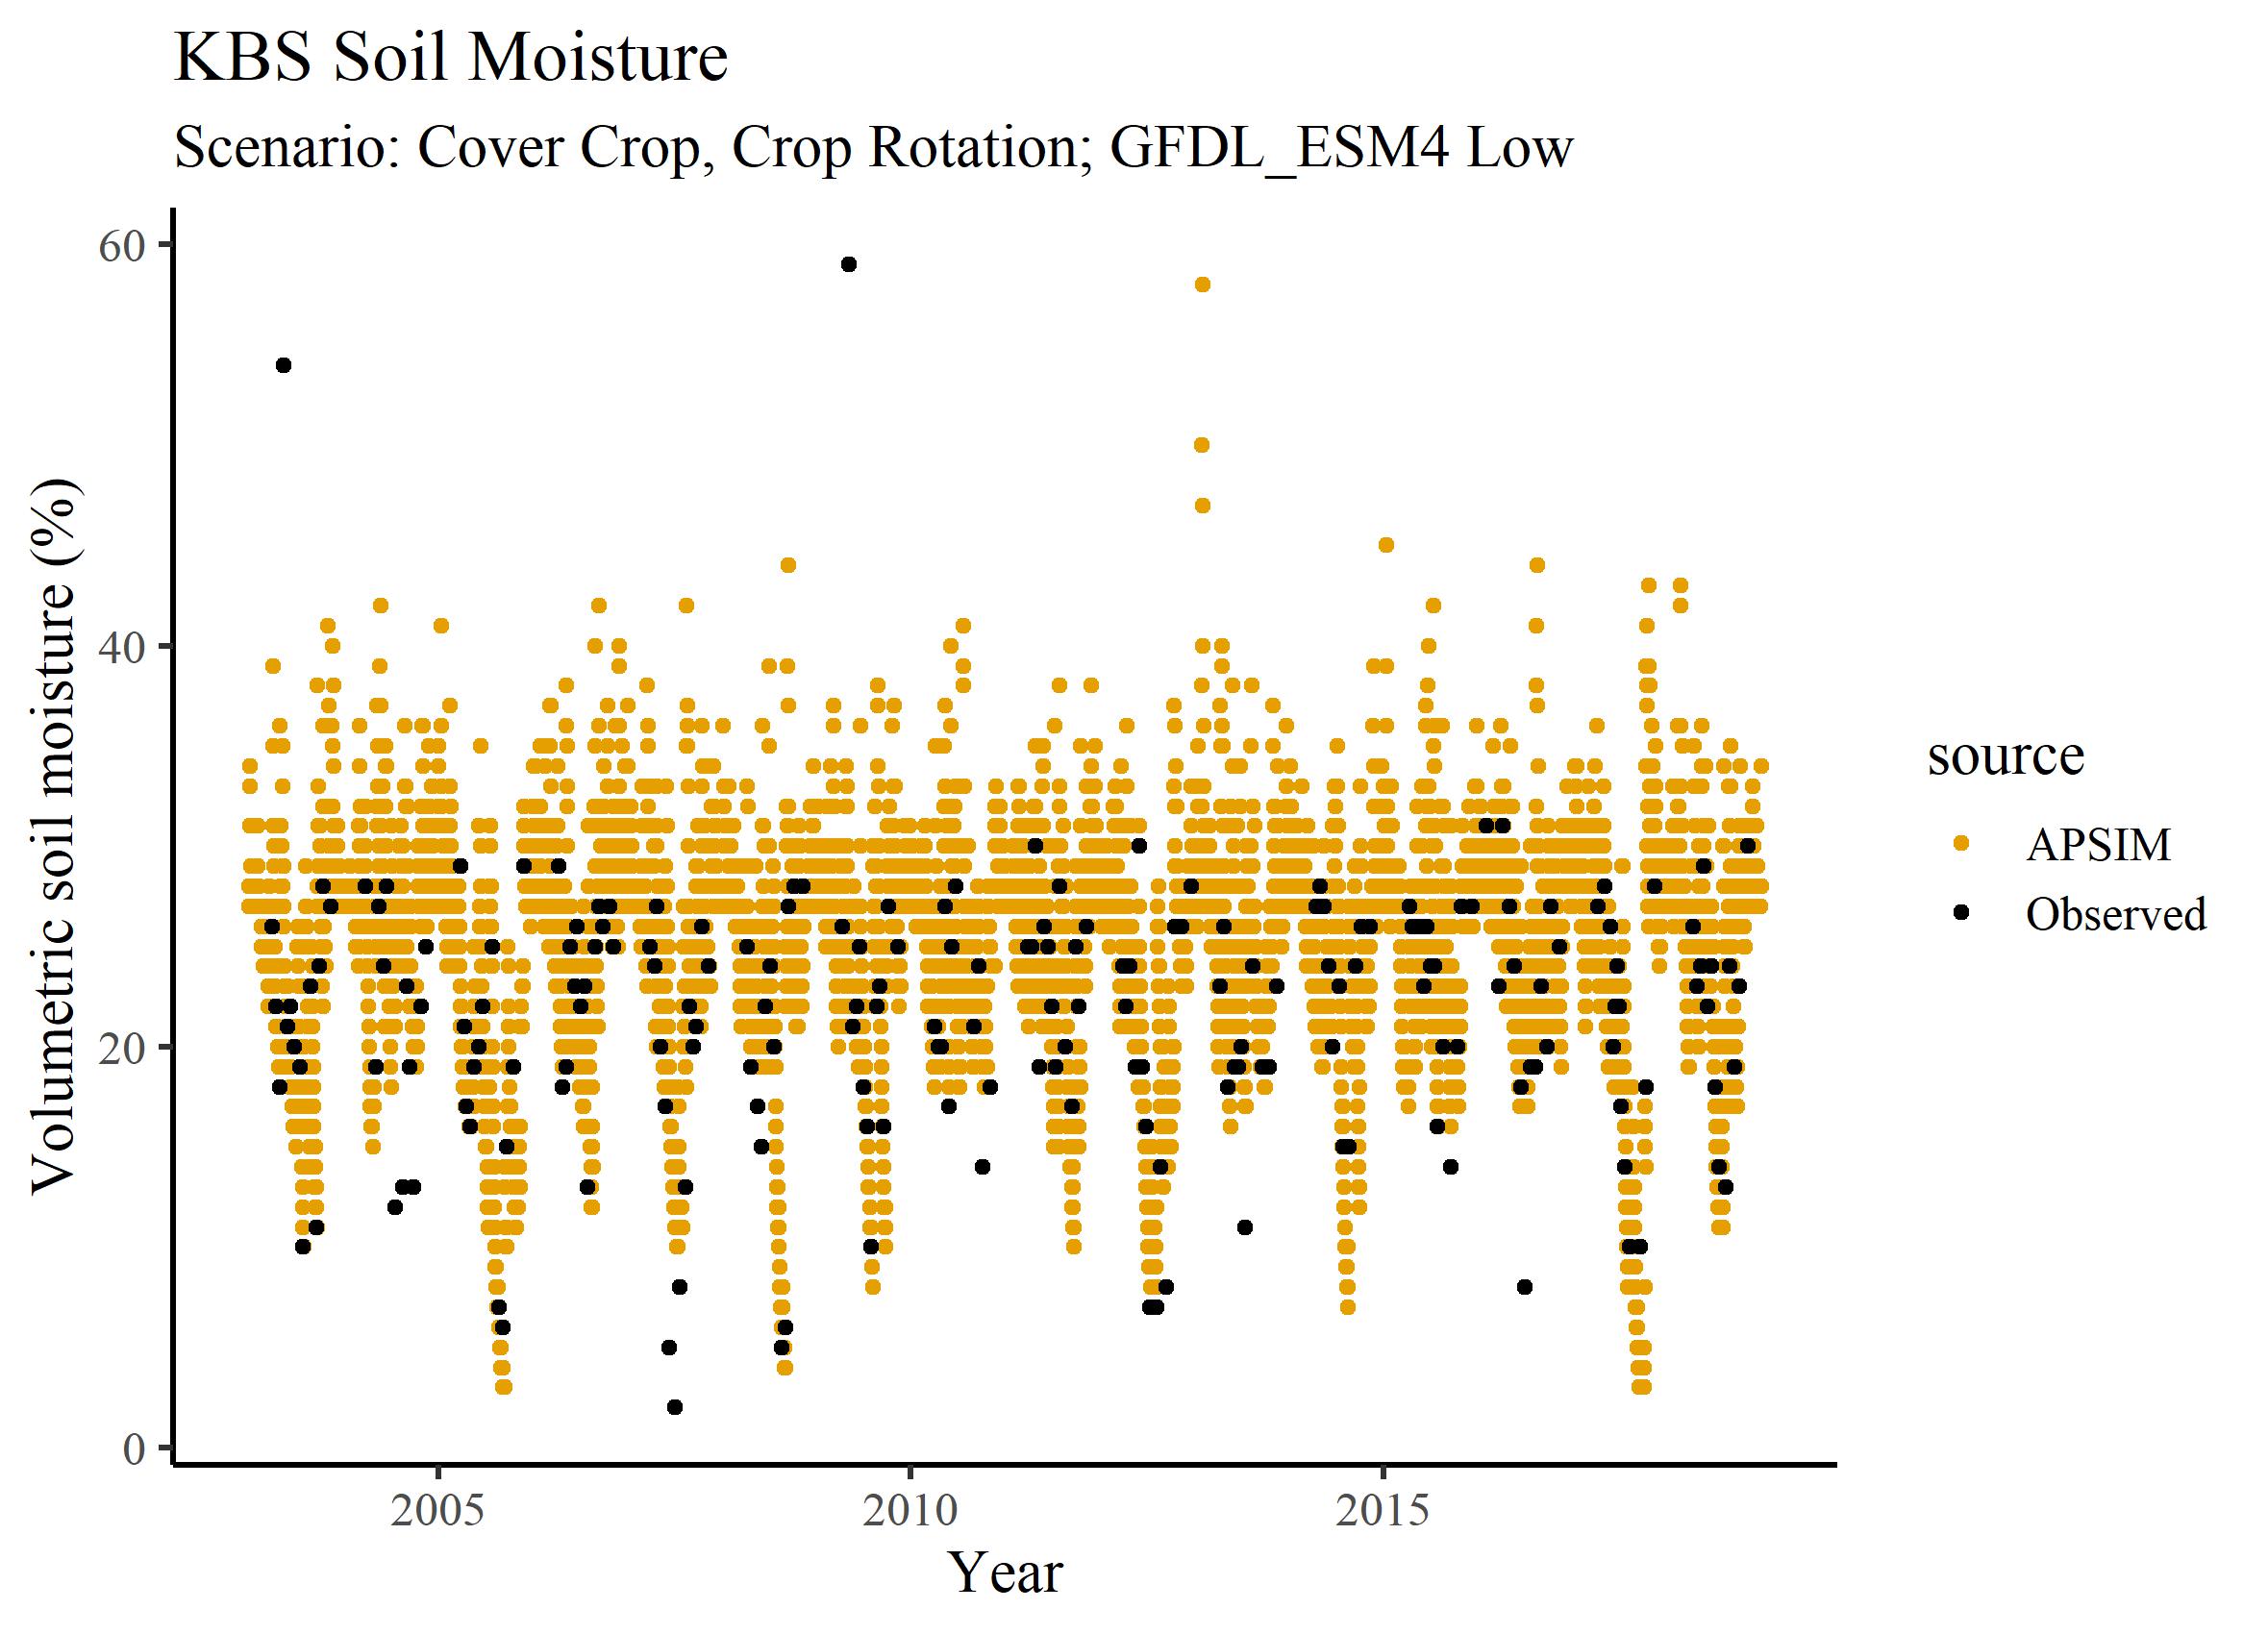 KBS Soil Moisture
Scenario: Cover Crop, Crop Rotation; GFDL_ESM4 Low
Volumetric soil moisture (%)
60
40
20
0
2005 2010 2015
Year
source
APSIM
Observed